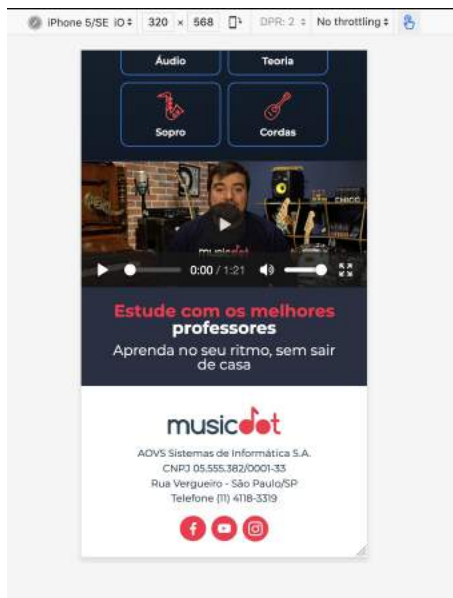 iPhone 5/SE iO
320 × 568
DPR: 2
No throttling
Áudio
Teoria
Sopro
Cordas
CHICO
musicdot
0:00 / 1:21
Estude com os melhores
professores
Aprenda no seu ritmo, sem sair
de casa
musicdot
AOVS Sistemas de Informática S.A.
CNPJ 05.555.382/0001-33
Rua Vergueiro - São Paulo/SP
Telefone (11) 4118-3319